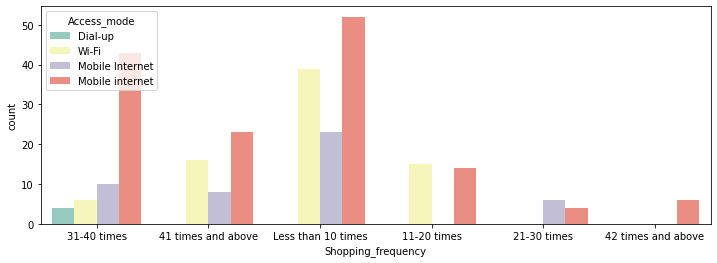 Access_mode
Dial-up
Wi-Fi
Mobile Internet
Mobile internet
count
50
40
30
20
10
0
31-40 times 41 times and above Less than 10 times 11-20 times 21-30 times 42 times and above
Shopping_frequency